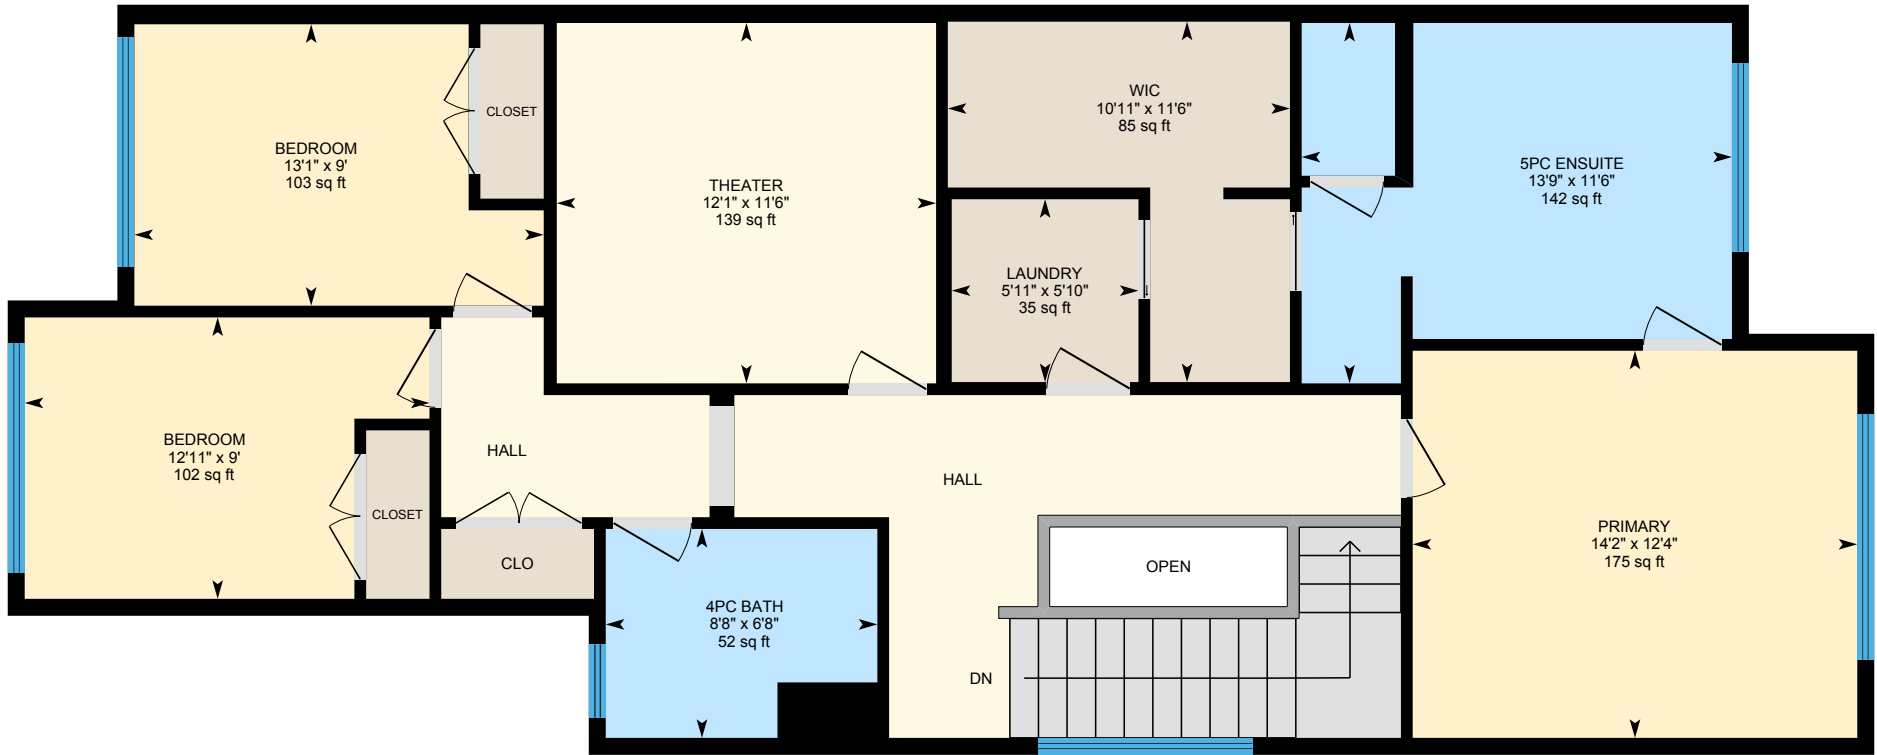 BEDROOM
13'1" x 9'
103 sq ft
CLOSET
THEATER
12'1" x 11'6"
139 sq ft
WIC
10'11" x 11'6"
85 sq ft
5PC ENSUITE
13'9" x 11'6"
142 sq ft
LAUNDRY
5'11" x 5'10"
35 sq ft
BEDROOM
12'11" x 9'
102 sq ft
CLOSET
HALL
CLO
HALL
4PC BATH
8'8" x 6'8"
52 sq ft
OPEN
DN
PRIMARY
14'2" x 12'4"
175 sq ft